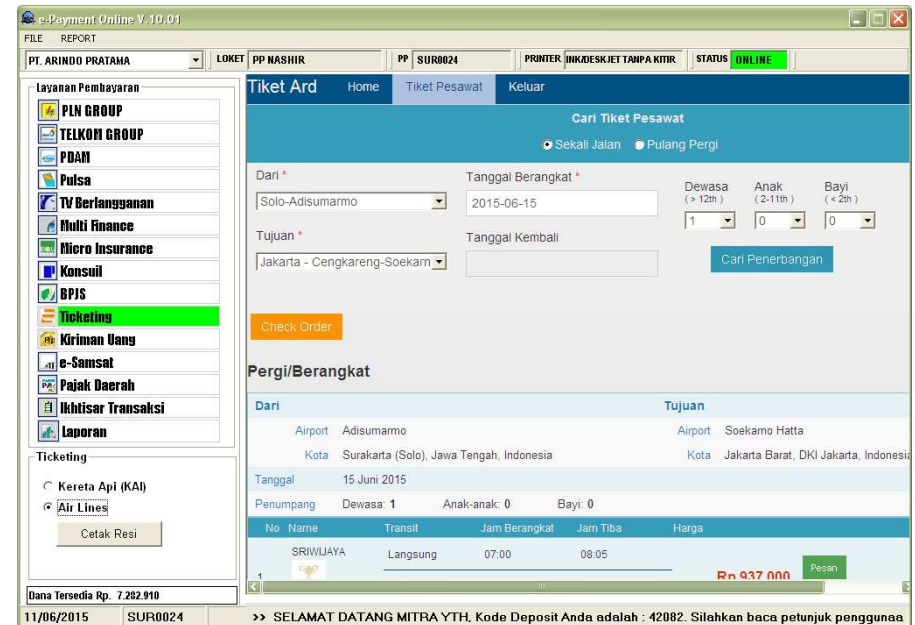 e-Payment Online V.10.01
FILE REPORT
PT. ARINDO PRATAMA LOKET PP NASHIR PP SUR0024 PRINTER INK/DESKJET TANPA KITIR STATUS ONLINE
Layanan Pembayaran
PLN GROUP
TELKOM GROUP
PDAM
Pulsa
TV Berlangganan
Multi Finance
Micro Insurance
Konsuil
BPJS
Ticketing
Kiriman Uang
e-Samsat
Pajak Daerah
Ikhtisar Transaksi
Laporan
Ticketing
Kereta Api (KAI)
Air Lines
Cetak Resi
Dana Tersedia Rp. 7.282.910
Tiket Ard Home Tiket Pesawat Keluar
Cari Tiket Pesawat
Sekali Jalan Pulang Pergi
Dari * Tanggal Berangkat *
Dewasa Anak Bayi
( > 12th ) ( 2-11th ) ( < 2th )
Solo-Adisumarmo 2015-06-15
1 0 0
Tujuan * Tanggal Kembali
Jakarta - Cengkareng-Soekarn
Cari Penerbangan
Check Order
Pergi/Berangkat
Dari Tujuan
Airport Adisumarmo Airport Soekarno Hatta
Kota Surakarta (Solo), Jawa Tengah, Indonesia Kota Jakarta Barat, DKI Jakarta, Indonesia
Tanggal 15 Juni 2015
Penumpang Dewasa: 1 Anak-anak: 0 Bayi: 0
No Name Transit Jam Berangkat Jam Tiba Harga
SRIWIJAYA Langsung 07:00 08:05
1 Rp 937.000 Pesan
11/06/2015 SUR0024 >> SELAMAT DATANG MITRA YTH, Kode Deposit Anda adalah : 42082. Silahkan baca petunjuk penggunaa